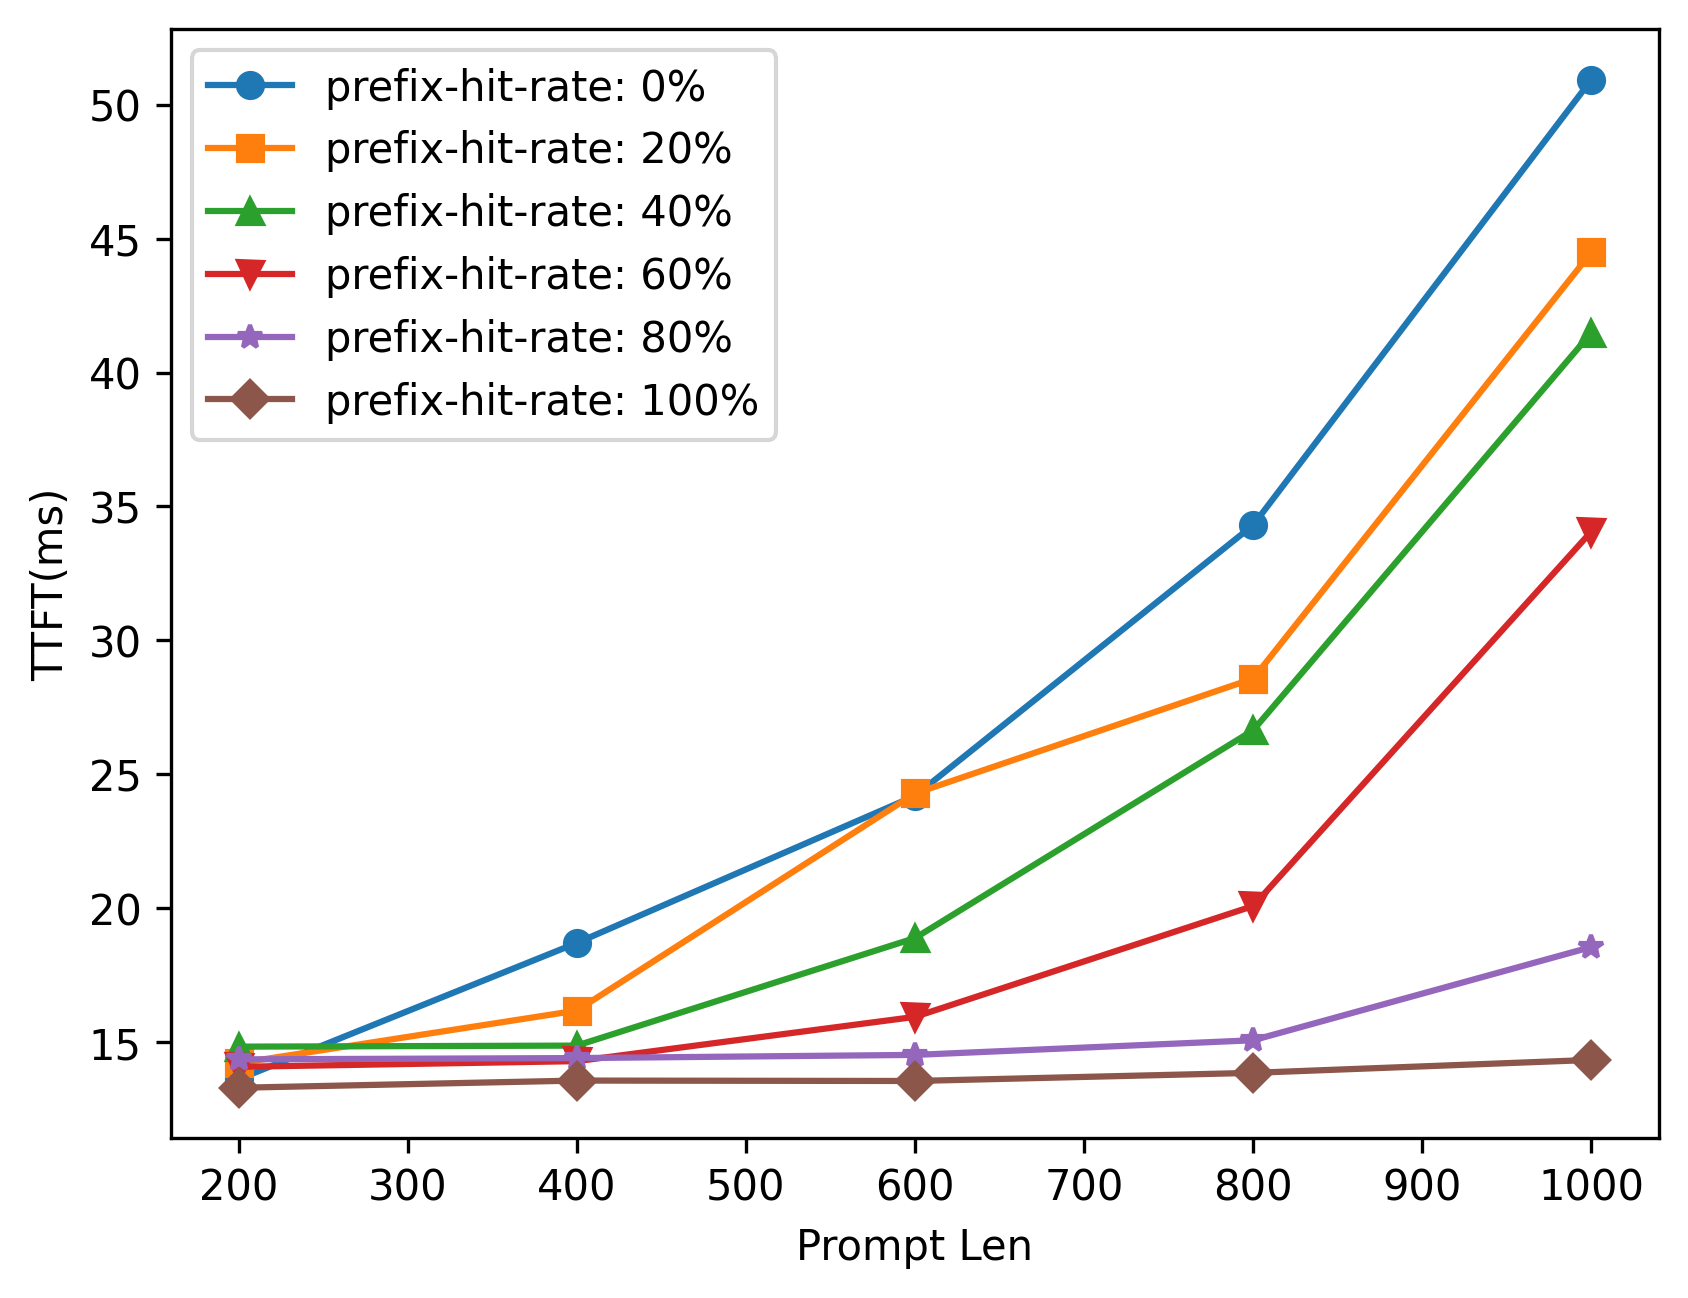 prefix-hit-rate: 0%
prefix-hit-rate: 20%
prefix-hit-rate: 40%
prefix-hit-rate: 60%
prefix-hit-rate: 80%
prefix-hit-rate: 100%
50
45
40
35
30
25
20
15
TTFT(ms)
200 300 400 500 600 700 800 900 1000
Prompt Len